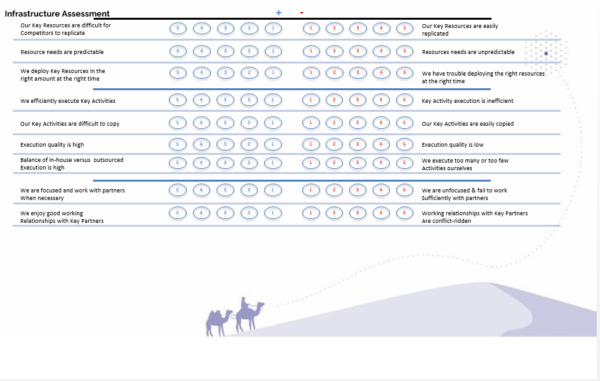 Infrastructure Assessment + -
Our Key Resources are difficult for
Competitors to replicate
5 4 3 2 1 1 2 3 4 5
Our Key Resources are easily
replicated
Resource needs are predictable
5 4 3 2 1 1 2 3 4 5
Resources needs are unpredictable
We deploy Key Resources in the
right amount at the right time
5 4 3 2 1 1 2 3 4 5
We have trouble deploying the right resources
at the right time
We efficiently execute Key Activities
5 4 3 2 1 1 2 3 4 5
Key Activity execution is inefficient
Our Key Activities are difficult to copy
5 4 3 2 1 1 2 3 4 5
Our Key Activities are easily copied
Execution quality is high
5 4 3 2 1 1 2 3 4 5
Execution quality is low
Balance of in-house versus outsourced
Execution is high
5 4 3 2 1 1 2 3 4 5
We execute too many or too few
Activities ourselves
We are focused and work with partners
When necessary
5 4 3 2 1 1 2 3 4 5
We are unfocused & fail to work
Sufficiently with partners
We enjoy good working
Relationships with Key Partners
5 4 3 2 1 1 2 3 4 5
Working relationships with Key Partners
Are conflict-ridden